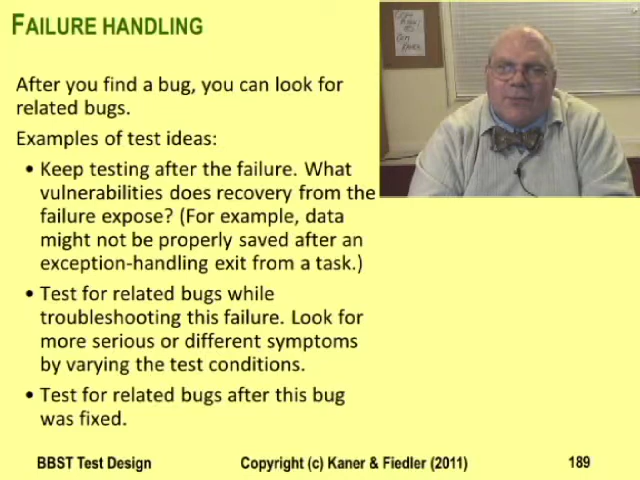 FAILURE HANDLING
After you find a bug, you can look for
related bugs.
Examples of test ideas:
• Keep testing after the failure. What
vulnerabilities does recovery from the
failure expose? (For example, data
might not be properly saved after an
exception-handling exit from a task.)
• Test for related bugs while
troubleshooting this failure. Look for
more serious or different symptoms
by varying the test conditions.
• Test for related bugs after this bug
was fixed.
BBST Test Design Copyright (c) Kaner & Fiedler (2011) 189